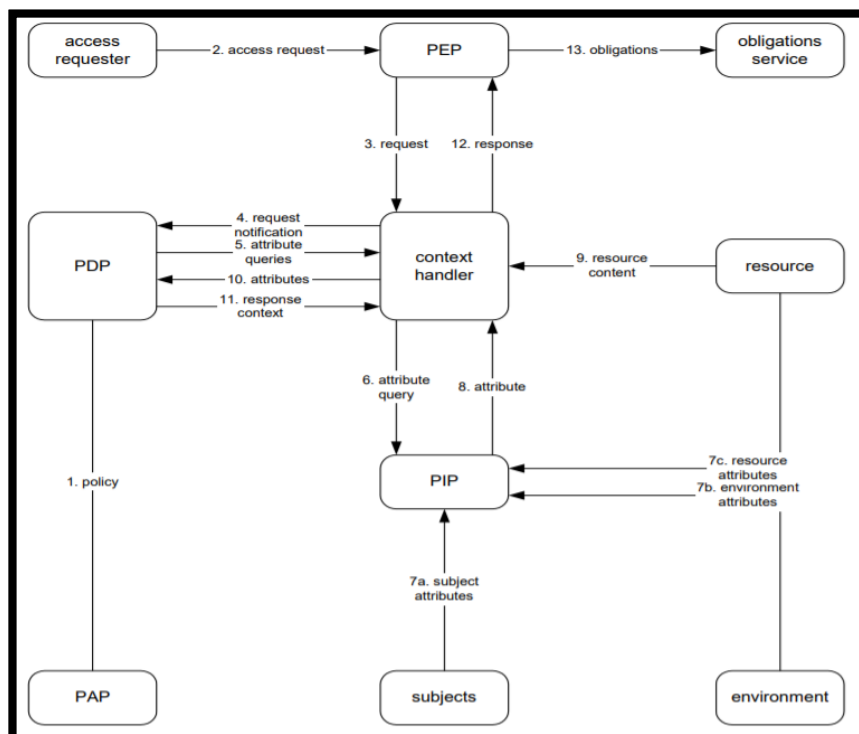 access
requester
2. access request
PEP
13. obligations
obligations
service
3. request
12. response
4. request
notification
5. attribute
queries
10. attributes
11. response
context
PDP
context
handler
9. resource
content
resource
6. attribute
query
8. attribute
1. policy
PIP
7c. resource
attributes
7b. environment
attributes
7a. subject
attributes
PAP
subjects
environment